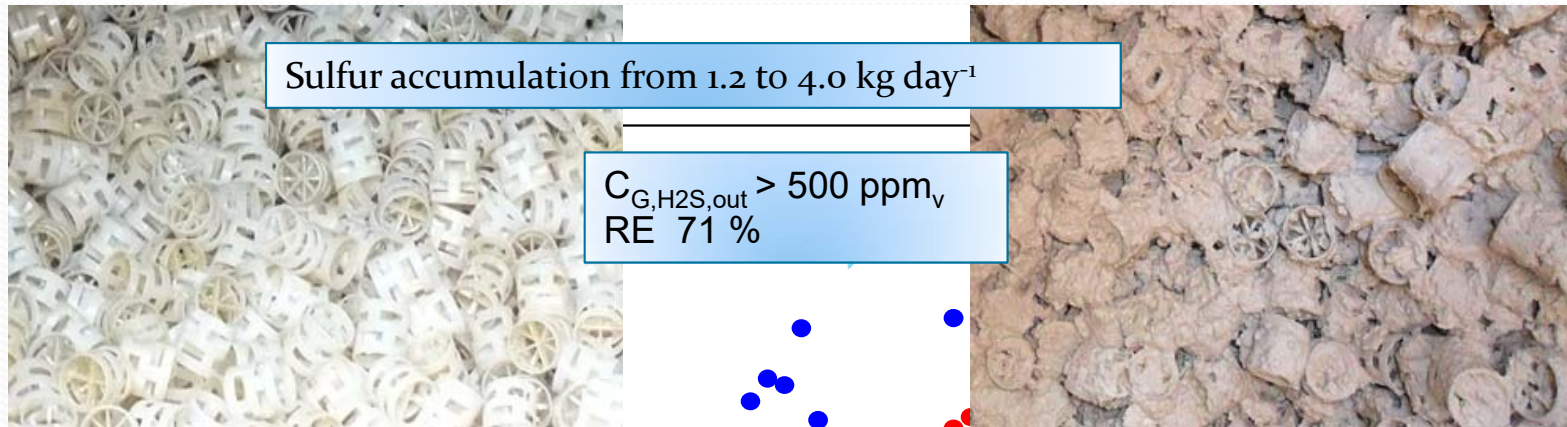 Sulfur accumulation from 1.2 to 4.0 kg day⁻¹
C_G,H2S,out > 500 ppm_v
RE 71 %